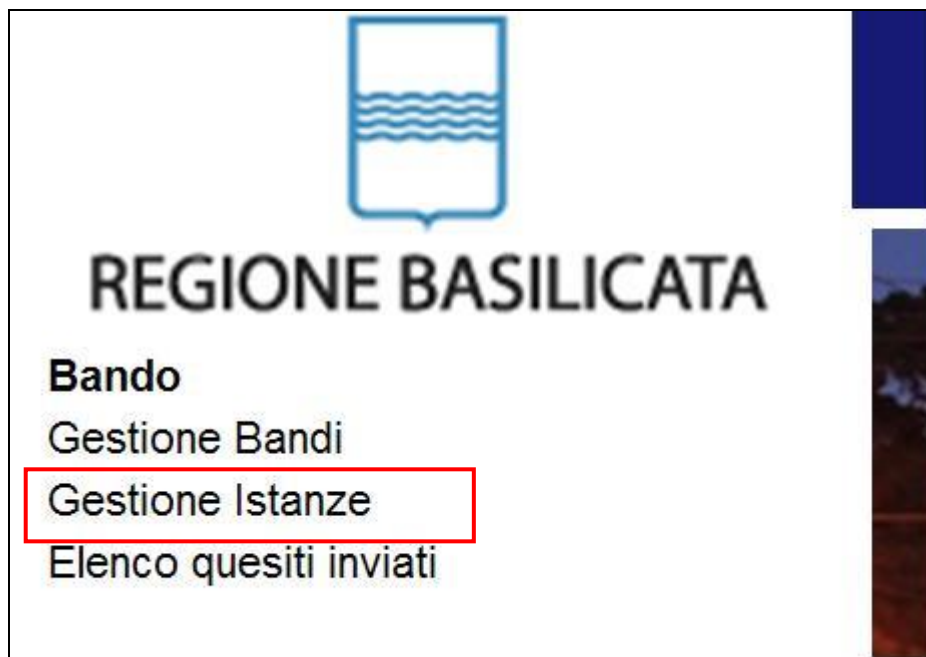 REGIONE BASILICATA
Bando
Gestione Bandi
Gestione Istanze
Elenco quesiti inviati